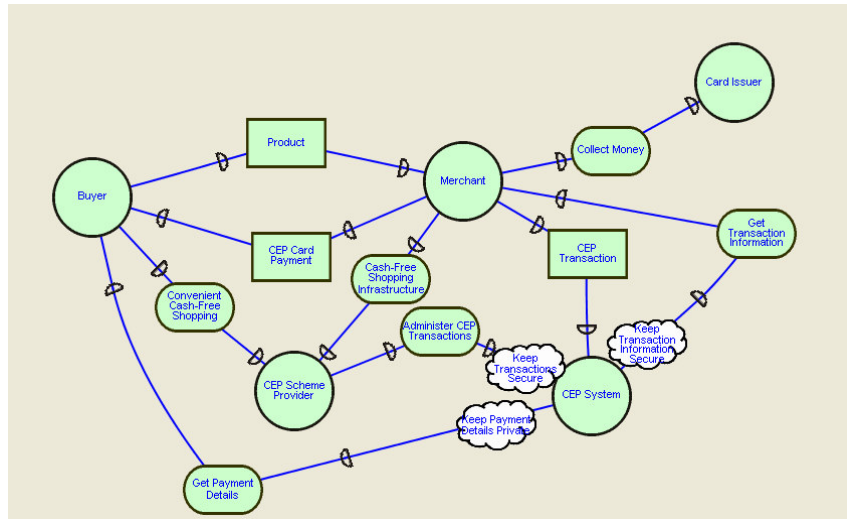 Card Issuer
Product
Collect Money
Merchant
Buyer
Get
Transaction
Information
CEP Card
Payment
CEP
Transaction
Cash-Free
Shopping
Infrastructure
Convenient
Cash-Free
Shopping
Administer CEP
Transactions
Keep
Transaction
Information
Secure
Keep
Transactions
Secure
CEP Scheme
Provider
CEP System
Keep Payment
Details Private
Get Payment
Details